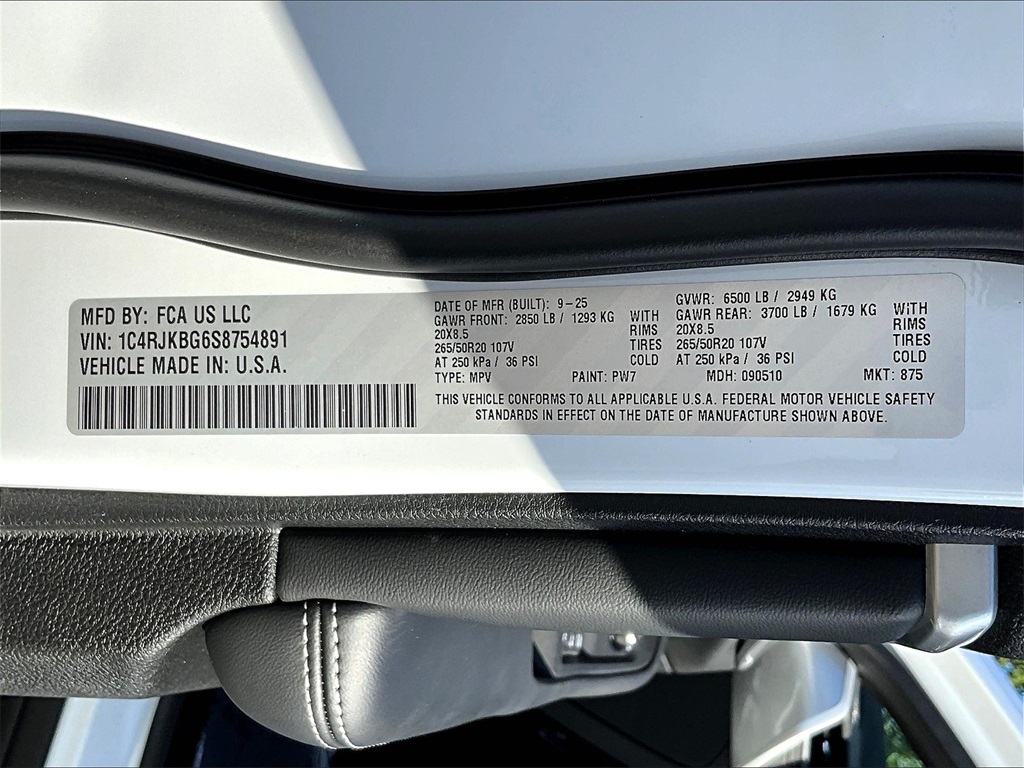 MFD BY: FCA US LLC
VIN: 1C4RJKBG6S8754891
VEHICLE MADE IN: U.S.A.
DATE OF MFR (BUILT): 9-25
GAWR FRONT: 2850 LB / 1293 KG WITH
20X8.5 RIMS
265/50R20 107V TIRES
AT 250 kPa / 36 PSI COLD
GVWR: 6500 LB / 2949 KG
GAWR REAR: 3700 LB / 1679 KG WITH
20X8.5 RIMS
265/50R20 107V TIRES
AT 250 kPa / 36 PSI COLD
TYPE: MPV PAINT: PW7 MDH: 090510 MKT: 875
THIS VEHICLE CONFORMS TO ALL APPLICABLE U.S.A. FEDERAL MOTOR VEHICLE SAFETY
STANDARDS IN EFFECT ON THE DATE OF MANUFACTURE SHOWN ABOVE.